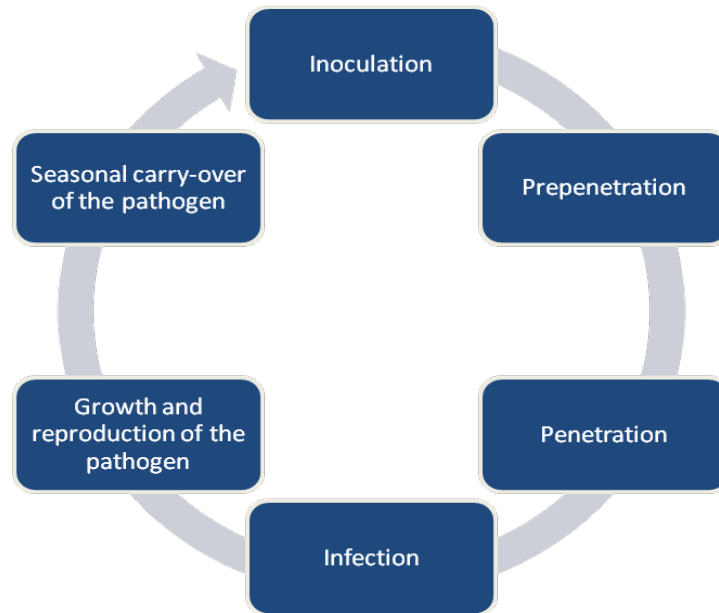 Inoculation
Prepenetration
Penetration
Infection
Growth and
reproduction of the
pathogen
Seasonal carry-over
of the pathogen